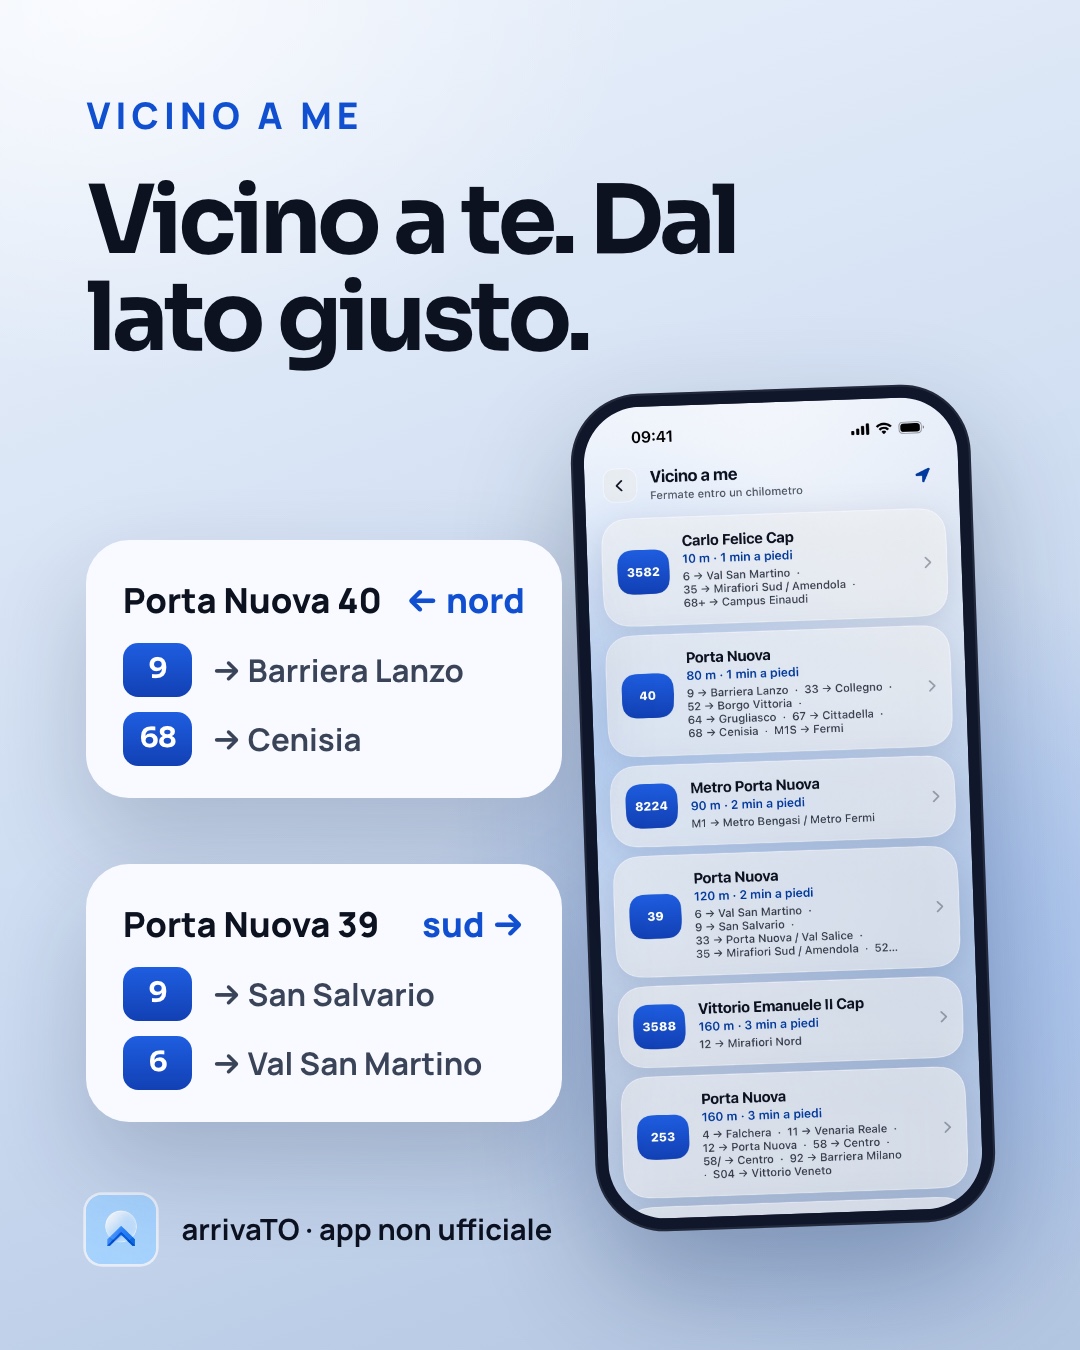 VICINO A ME
Vicino a te. Dal
lato giusto.
Porta Nuova 40 ← nord
9 → Barriera Lanzo
68 → Cenisia
Porta Nuova 39 sud →
9 → San Salvario
6 → Val San Martino
arrivaTO · app non ufficiale
09:41
Vicino a me
Fermate entro un chilometro
3582
Carlo Felice Cap
10 m · 1 min a piedi
6 → Val San Martino ·
35 → Mirafiori Sud / Amendola ·
68+ → Campus Einaudi
40
Porta Nuova
80 m · 1 min a piedi
9 → Barriera Lanzo · 33 → Collegno ·
52 → Borgo Vittoria ·
64 → Grugliasco · 67 → Cittadella ·
68 → Cenisia · M1S → Fermi
8224
Metro Porta Nuova
90 m · 2 min a piedi
M1 → Metro Bengasi / Metro Fermi
39
Porta Nuova
120 m · 2 min a piedi
6 → Val San Martino ·
9 → San Salvario ·
33 → Porta Nuova / Val Salice ·
35 → Mirafiori Sud / Amendola · 52...
3588
Vittorio Emanuele II Cap
160 m · 3 min a piedi
12 → Mirafiori Nord
253
Porta Nuova
160 m · 3 min a piedi
4 → Falchera · 11 → Venaria Reale ·
12 → Porta Nuova · 58 → Centro ·
58/ → Centro · 92 → Barriera Milano
· S04 → Vittorio Veneto